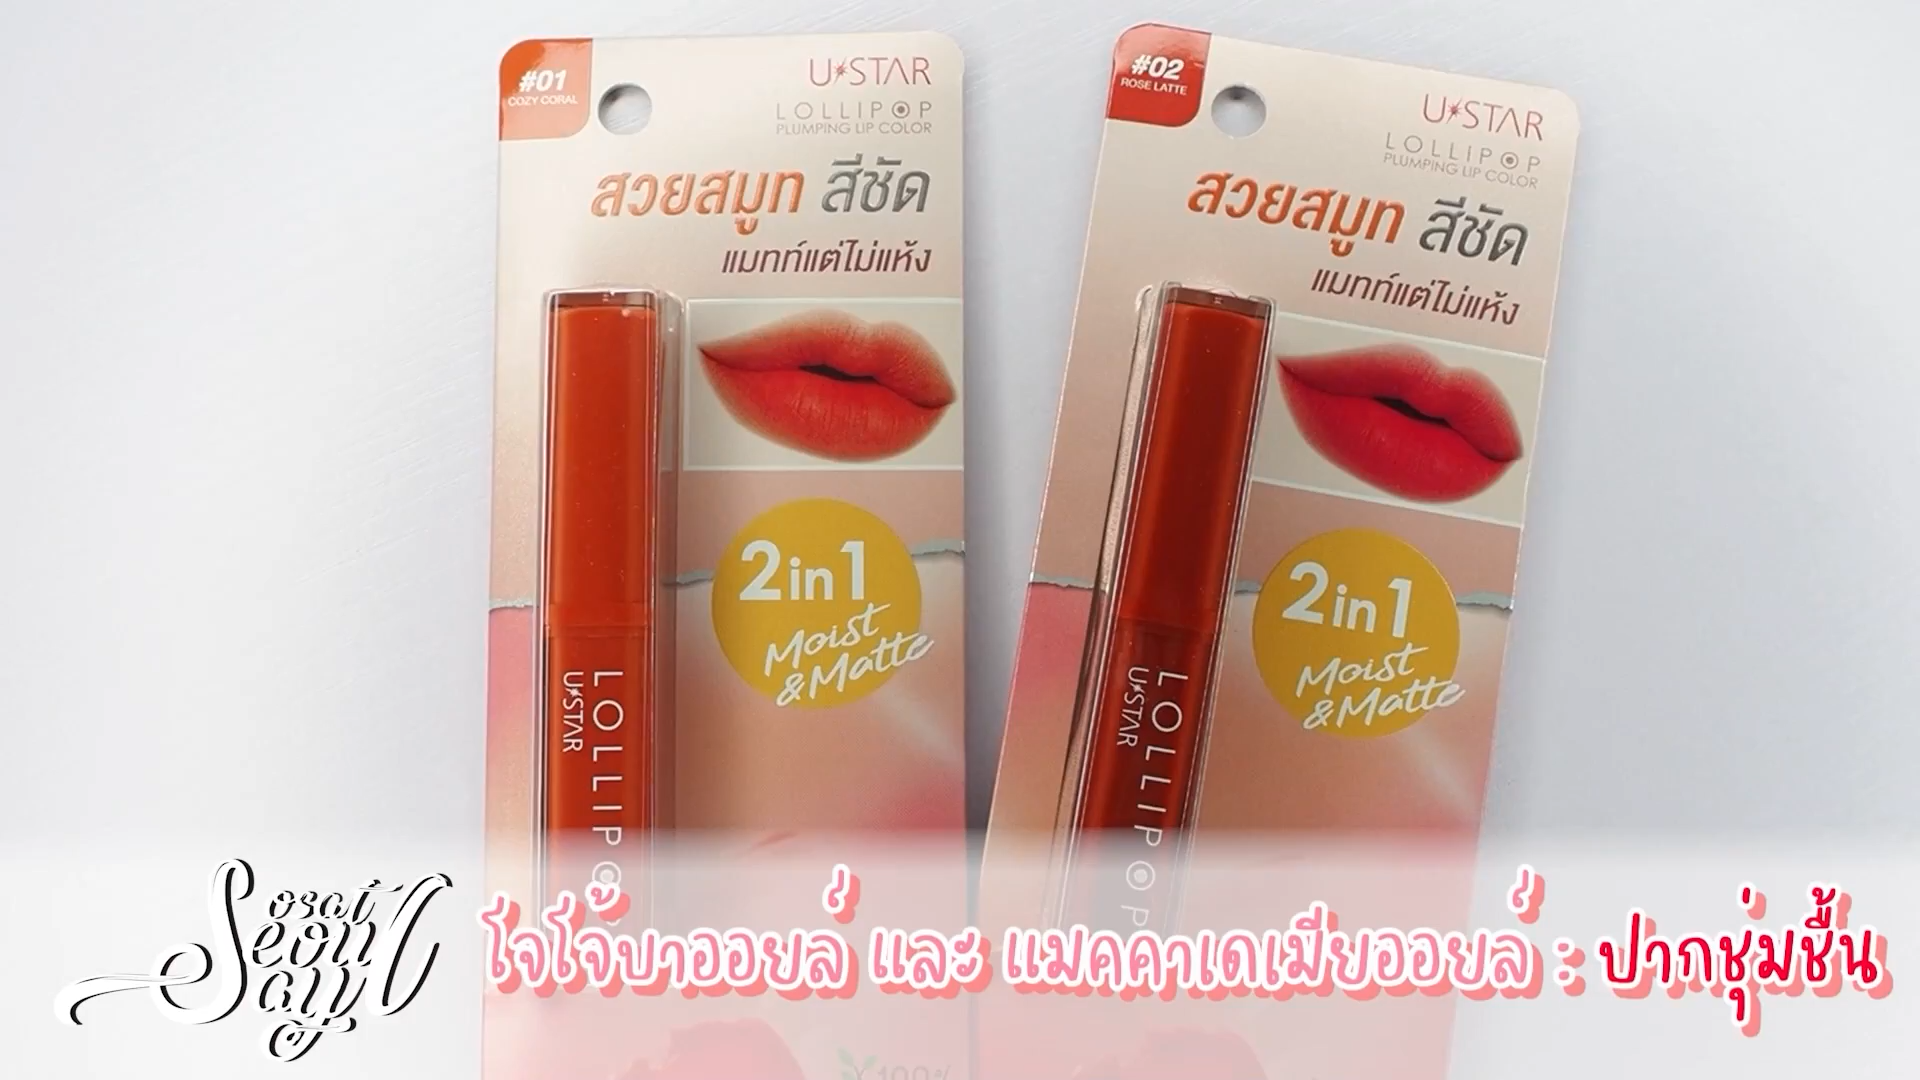 #01
COZY CORAL
U*STAR
LOLLIPOP
PLUMPING LIP COLOR
สวยสมูท สีชัด
แมทท์แต่ไม่แห้ง
2in1
Moist
&Matte
LOLLIPO
U*STAR
#02
ROSE LATTE
U*STAR
LOLLIPOP
PLUMPING LIP COLOR
สวยสมูท สีชัด
แมทท์แต่ไม่แห้ง
2in1
Moist
&Matte
LOLLIPOP
U*STAR
100%
โจโจ้บาออยล์ และ แมคคาเดเมียออยล์ : ปากชุ่มชื้น